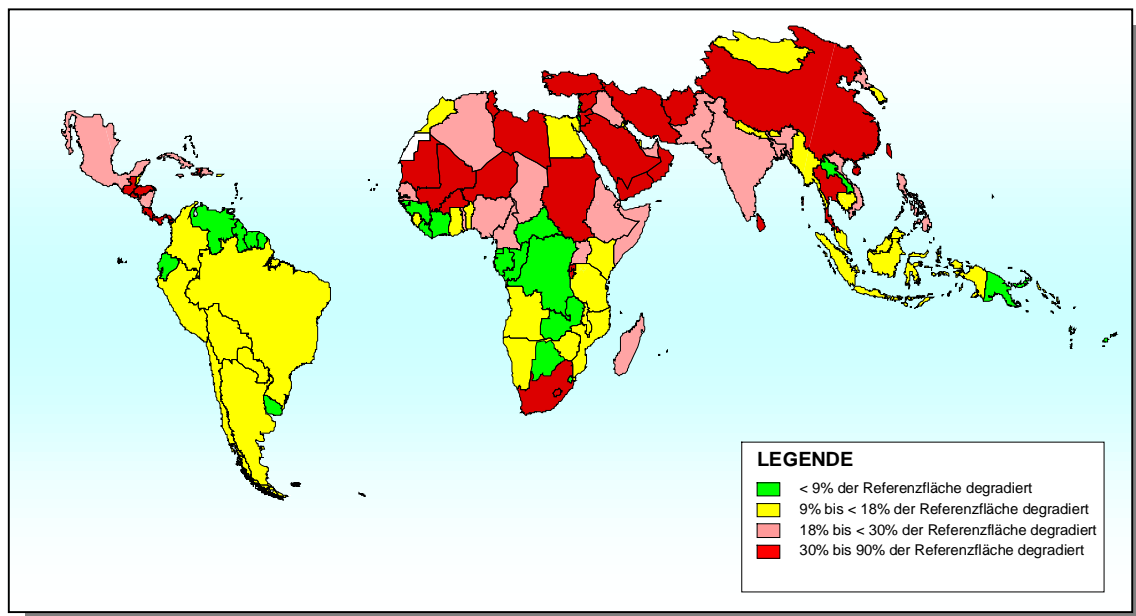 LEGENDE
< 9% der Referenzfläche degradiert
9% bis < 18% der Referenzfläche degradiert
18% bis < 30% der Referenzfläche degradiert
30% bis 90% der Referenzfläche degradiert